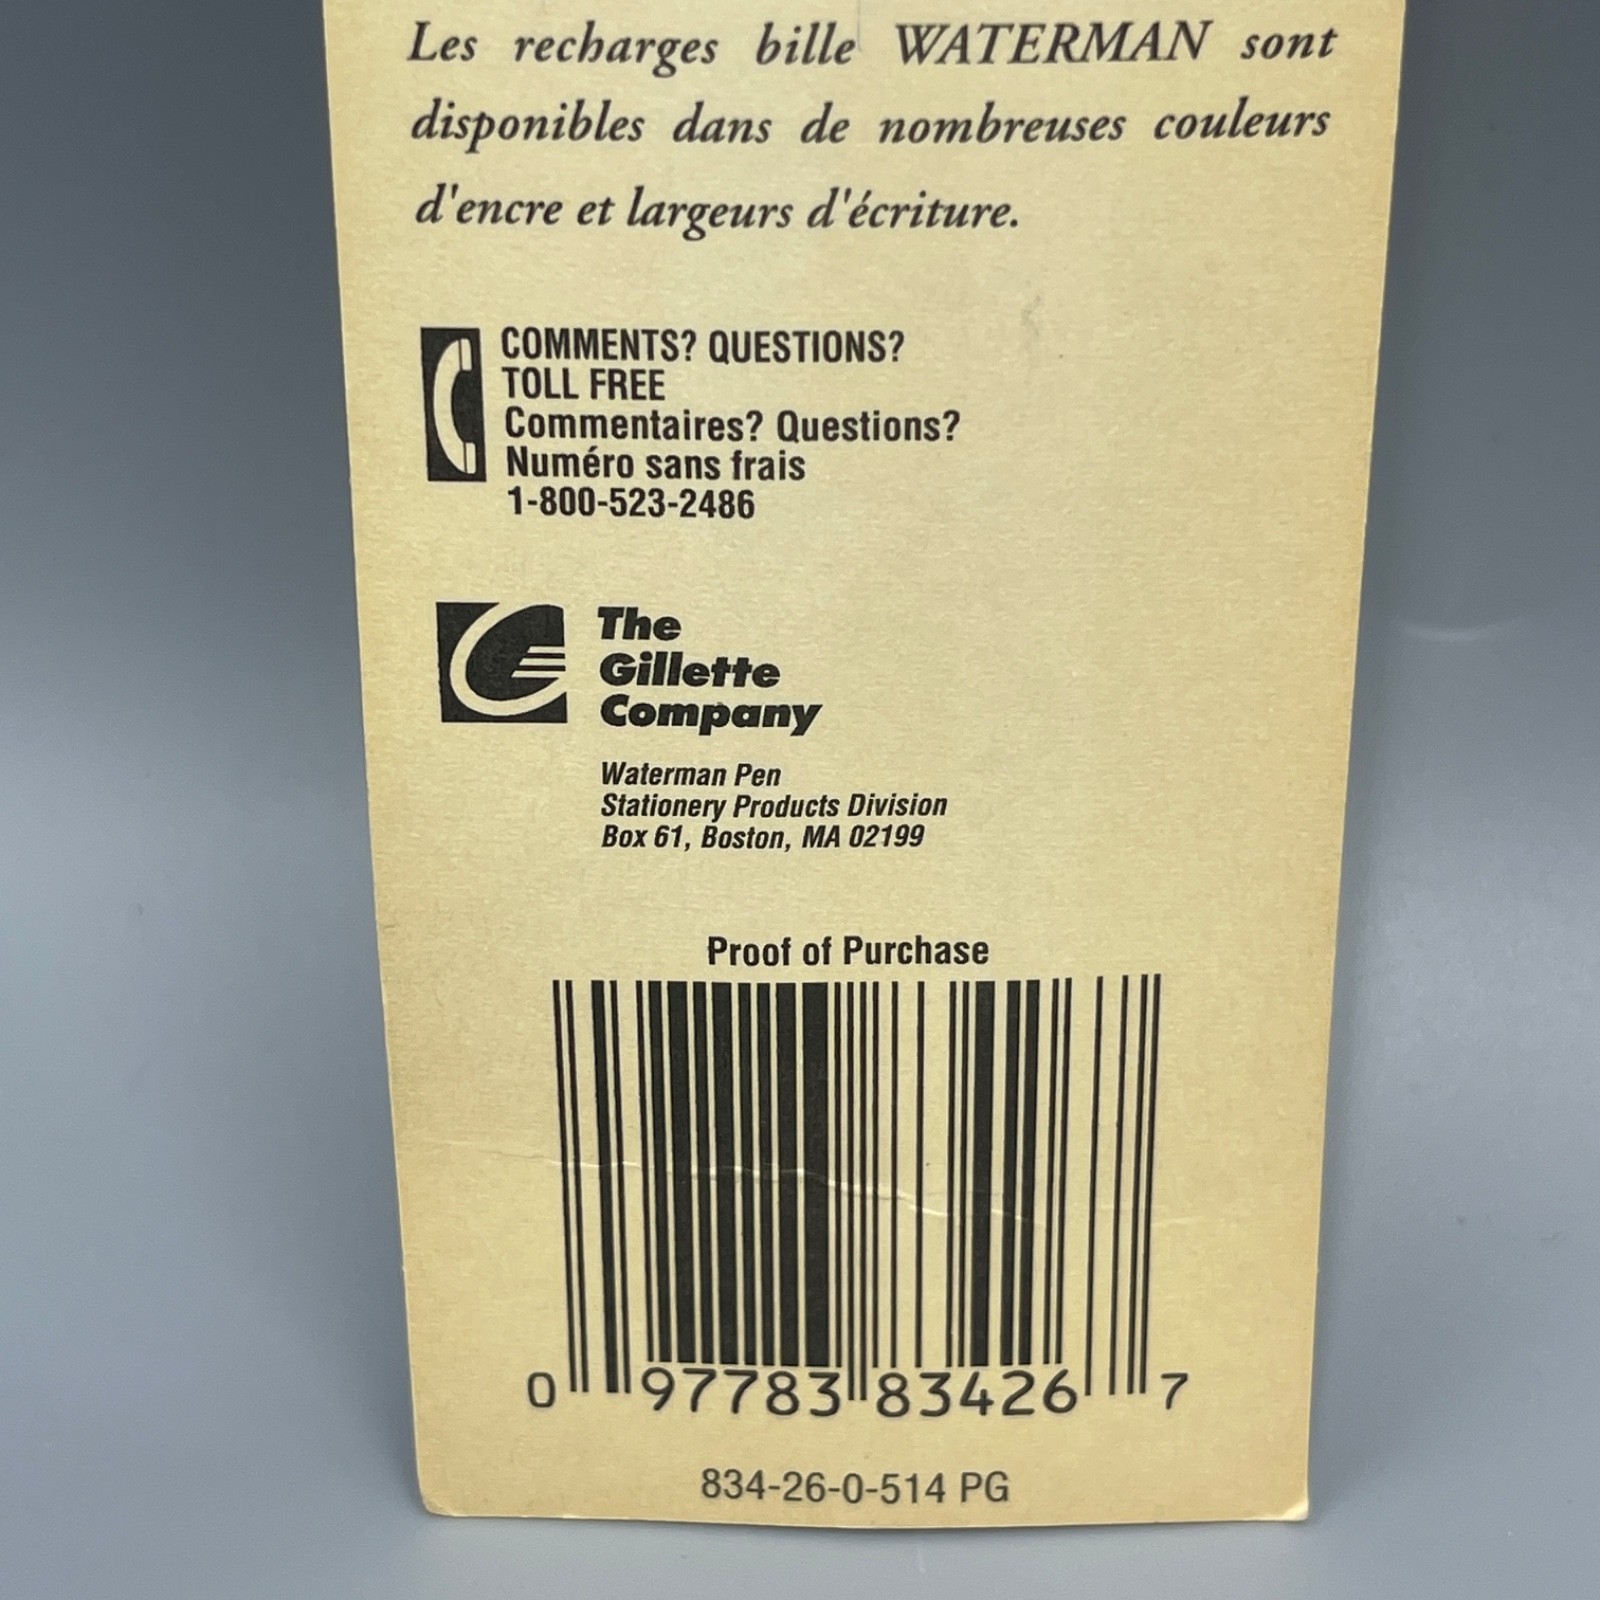 Les recharges bille WATERMAN sont
disponibles dans de nombreuses couleurs
d'encre et largeurs d'écriture.
COMMENTS? QUESTIONS?
TOLL FREE
Commentaires? Questions?
Numéro sans frais
1-800-523-2486
The
Gillette
Company
Waterman Pen
Stationery Products Division
Box 61, Boston, MA 02199
Proof of Purchase
0 97783 83426 7
834-26-0-514 PG